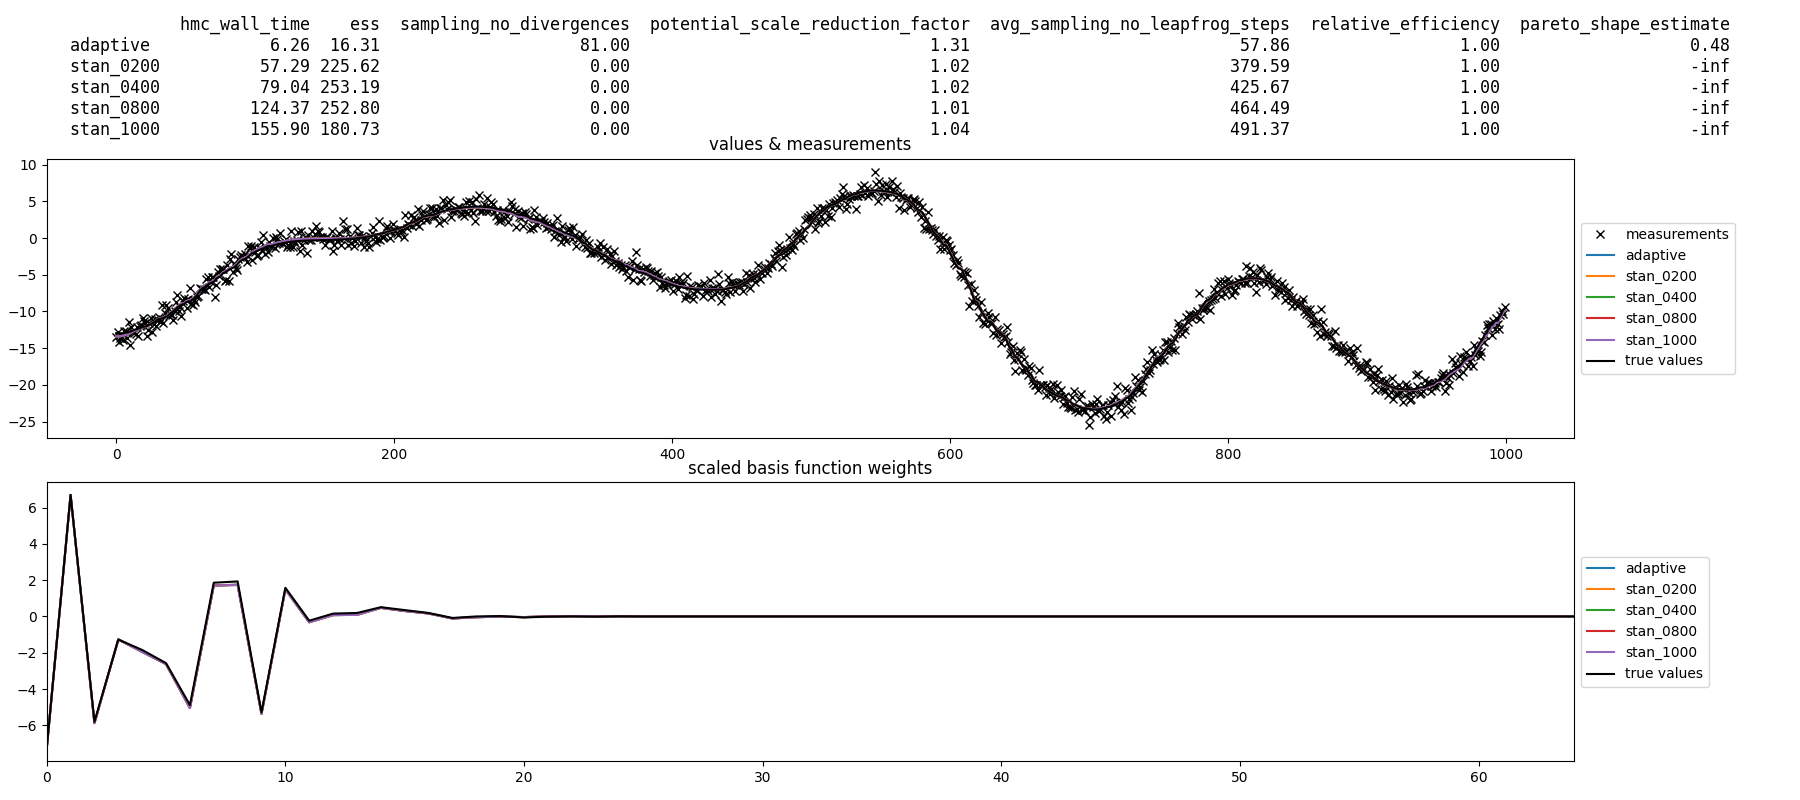 hmc_wall_time ess sampling_no_divergences potential_scale_reduction_factor avg_sampling_no_leapfrog_steps relative_efficiency pareto_shape_estimate
adaptive 6.26 16.31 81.00 1.31 57.86 1.00 0.48
stan_0200 57.29 225.62 0.00 1.02 379.59 1.00 -inf
stan_0400 79.04 253.19 0.00 1.02 425.67 1.00 -inf
stan_0800 124.37 252.80 0.00 1.01 464.49 1.00 -inf
stan_1000 155.90 180.73 0.00 1.04 491.37 1.00 -inf
values & measurements
10
5
0
−5
−10
−15
−20
−25
0 200 400 600 800 1000
measurements
adaptive
stan_0200
stan_0400
stan_0800
stan_1000
true values
scaled basis function weights
6
4
2
0
−2
−4
−6
0 10 20 30 40 50 60
adaptive
stan_0200
stan_0400
stan_0800
stan_1000
true values